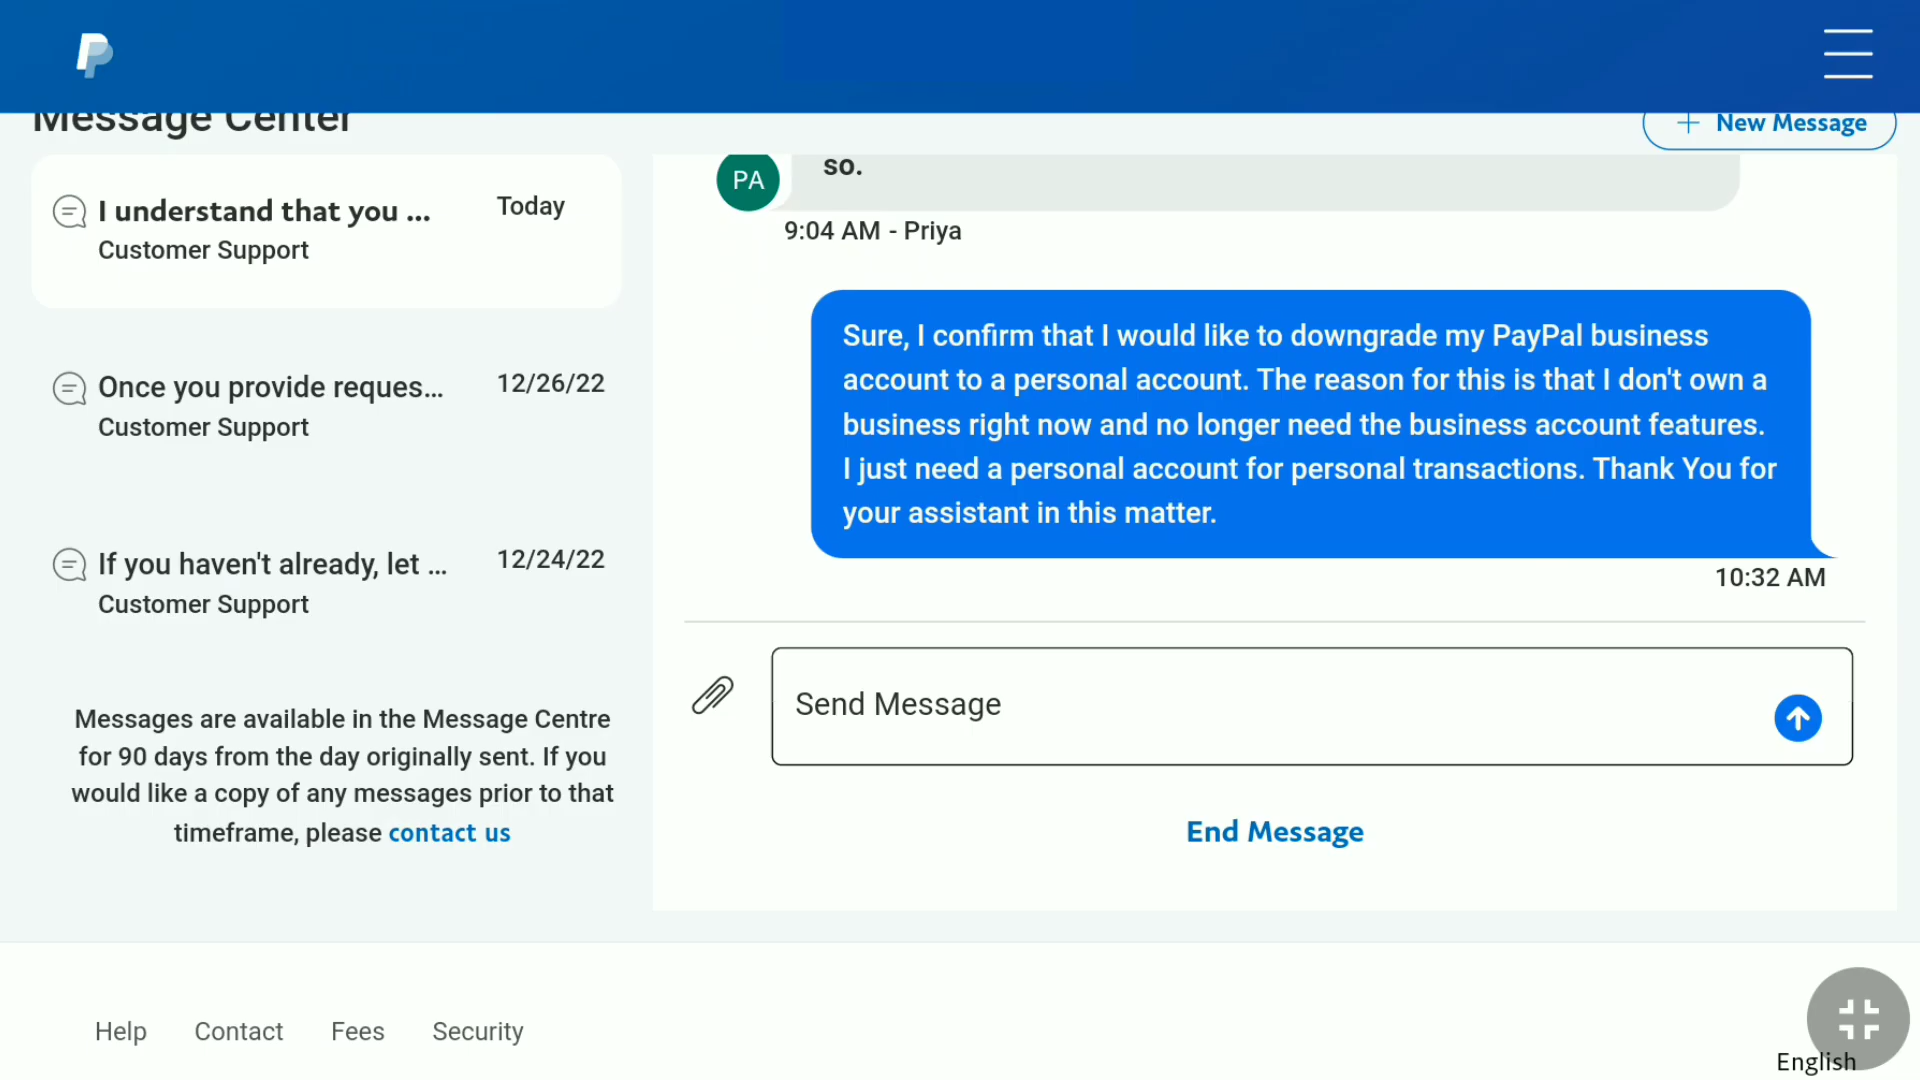 Message Center
+ New Message
I understand that you ...
Today
Customer Support
Once you provide reques...
12/26/22
Customer Support
If you haven't already, let ...
12/24/22
Customer Support
Messages are available in the Message Centre
for 90 days from the day originally sent. If you
would like a copy of any messages prior to that
timeframe, please contact us
so.
PA
9:04 AM - Priya
Sure, I confirm that I would like to downgrade my PayPal business
account to a personal account. The reason for this is that I don't own a
business right now and no longer need the business account features.
I just need a personal account for personal transactions. Thank You for
your assistant in this matter.
10:32 AM
Send Message
End Message
Help Contact Fees Security
English